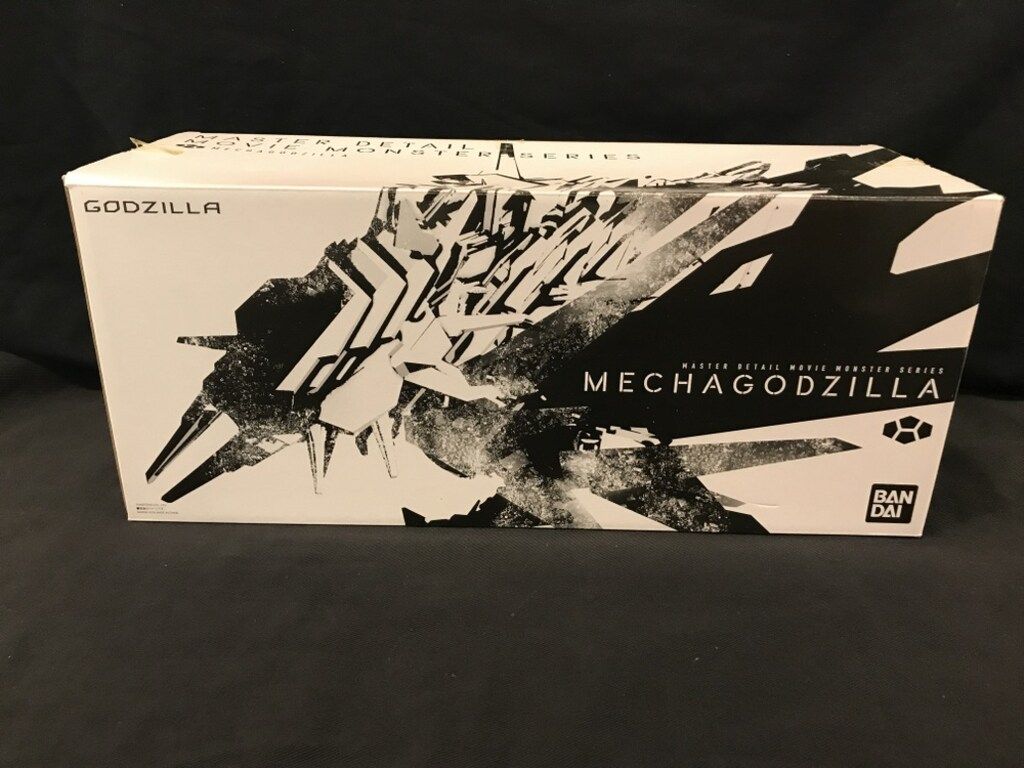 MASTER DETAIL
MOVIE MONSTER SERIES
MECHAGODZILLA
GODZILLA
MASTER DETAIL MOVIE MONSTER SERIES
MECHAGODZILLA
BAN
DAI